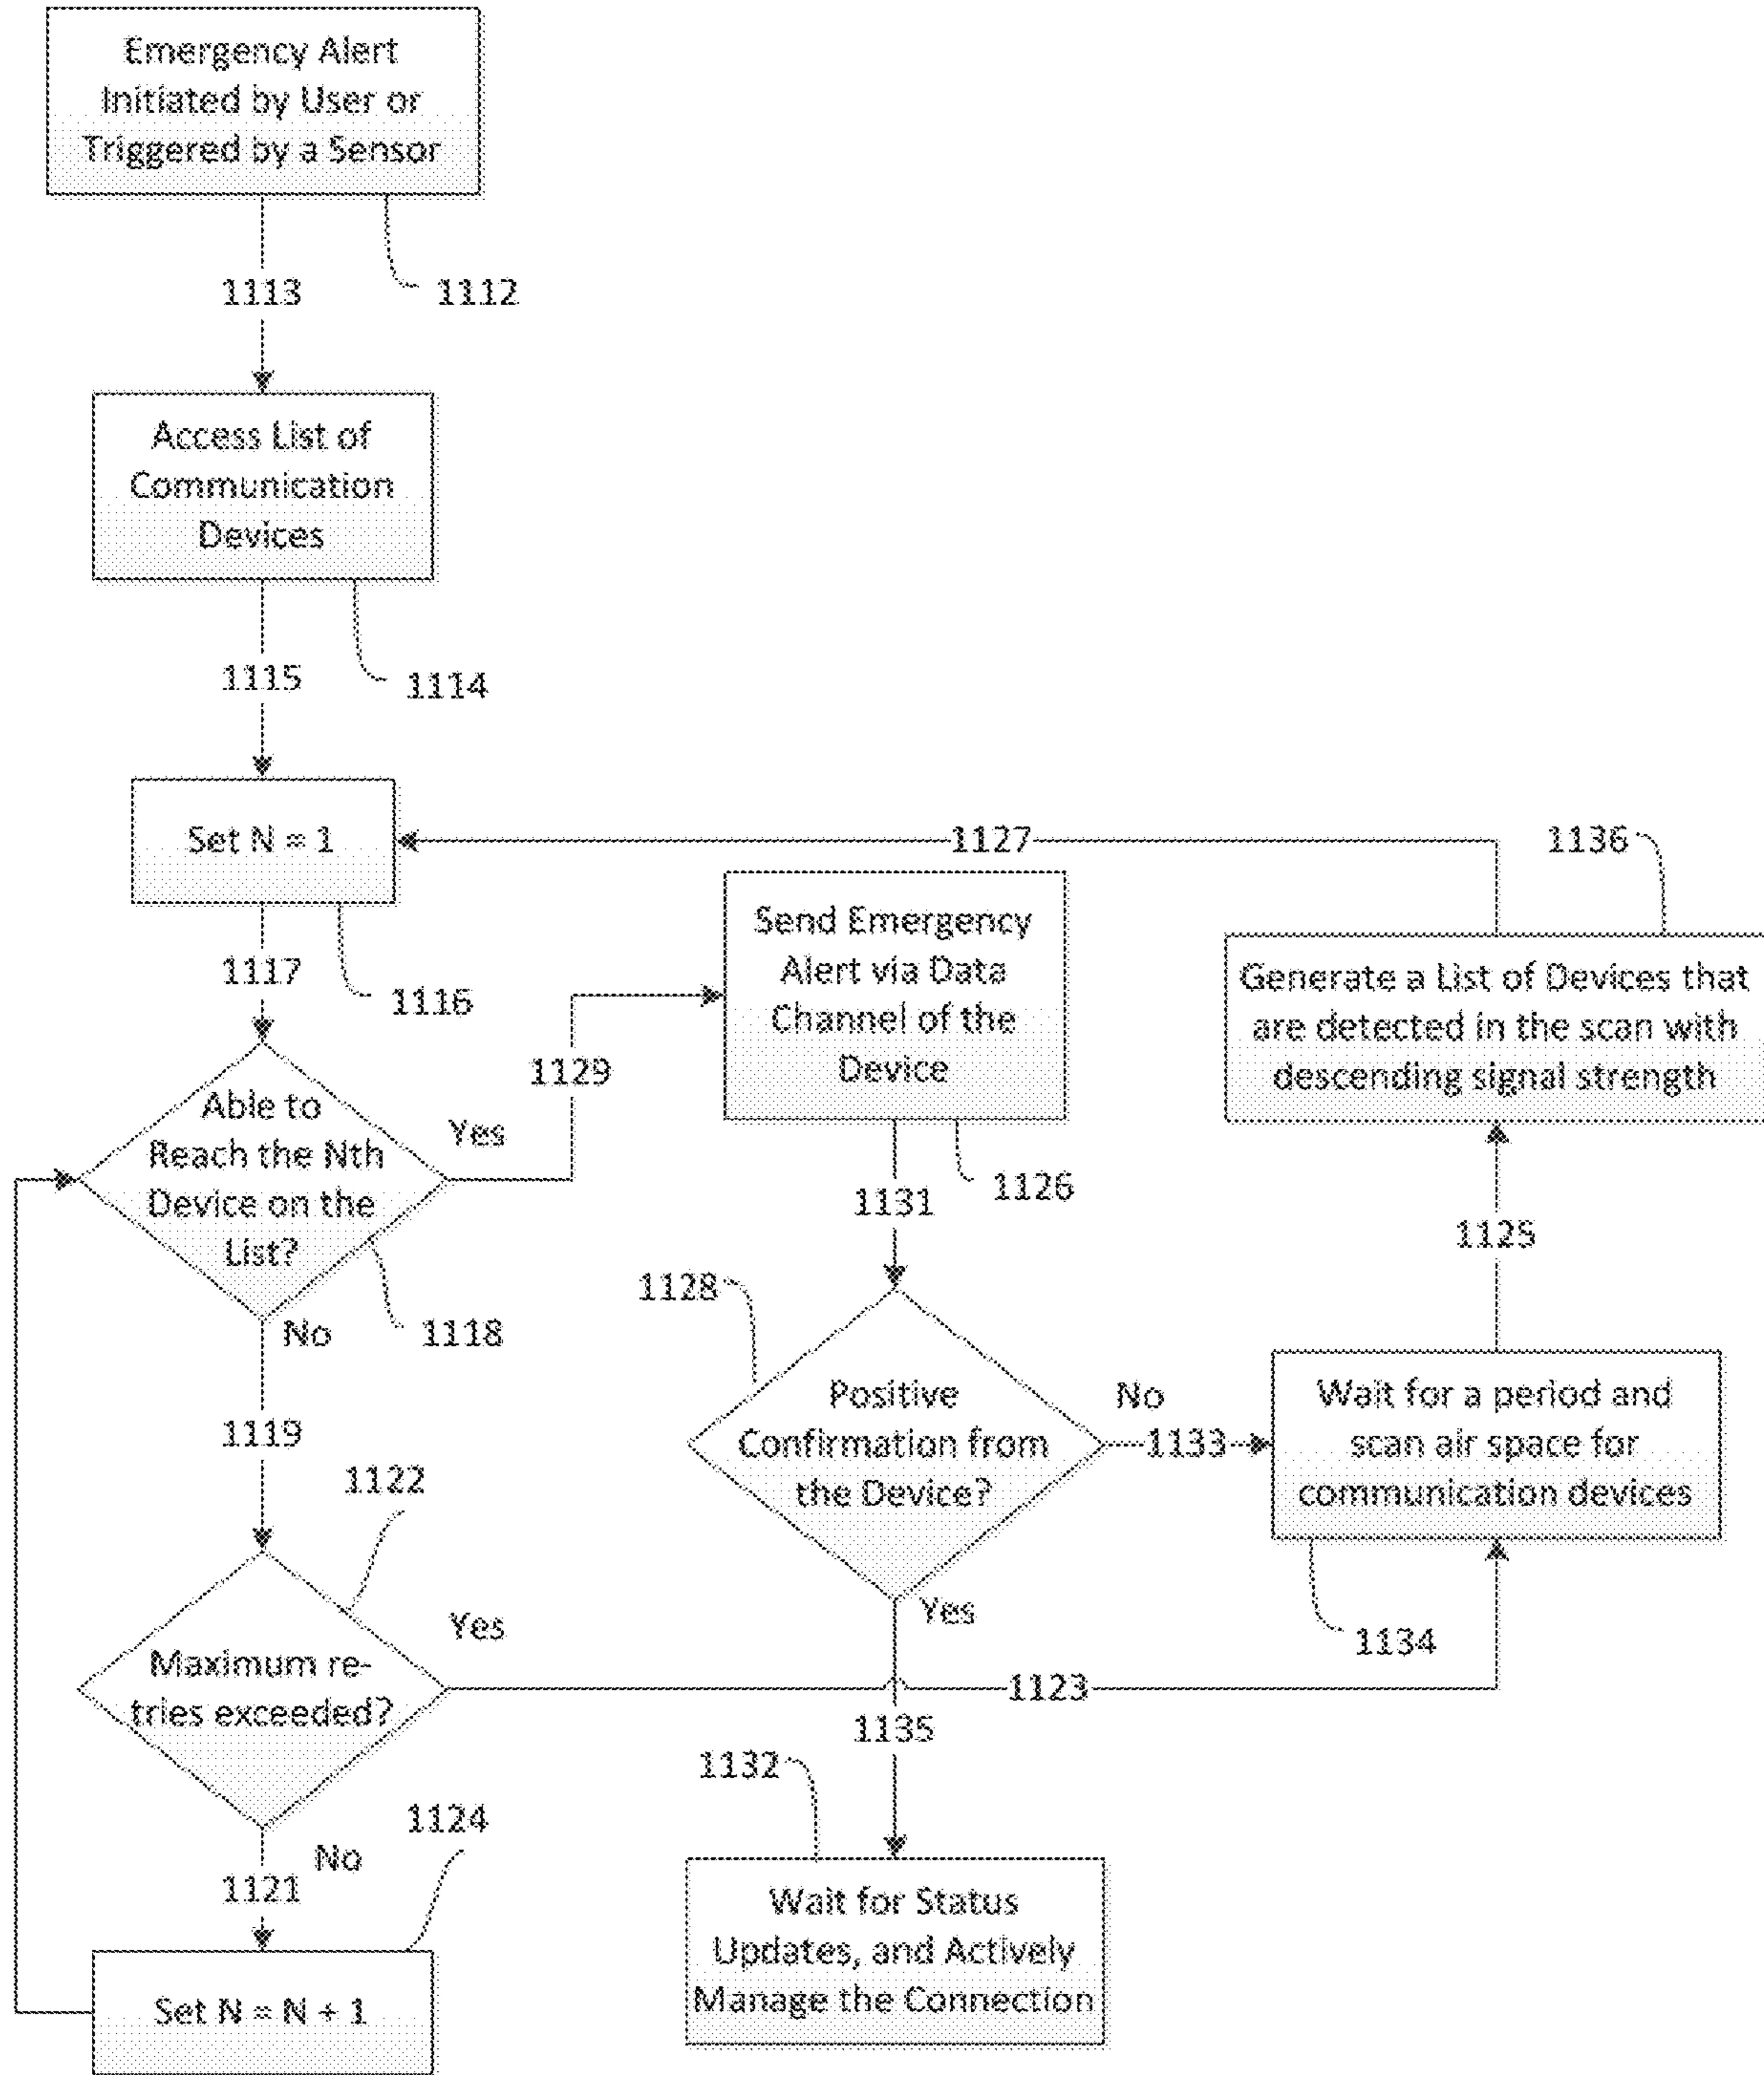 Emergency Alert
Initiated by User or
Triggered by a Sensor
1113
1112
Access List of
Communication
Devices
1115
1114
Set N = 1
1127
1136
1117
1116
Send Emergency
Alert via Data
Channel of the
Device
Generate a List of Devices that
are detected in the scan with
descending signal strength
1129
Able to
Reach the Nth
Device on the
List?
Yes
1131
1126
1125
No
1118
1128
Positive
Confirmation from
the Device?
No
1133
Wait for a period and
scan air space for
communication devices
1119
1122
Yes
1134
Maximum re-
tries exceeded?
Yes
1123
1135
1132
1124
No
1121
Wait for Status
Updates, and Actively
Manage the Connection
Set N = N + 1